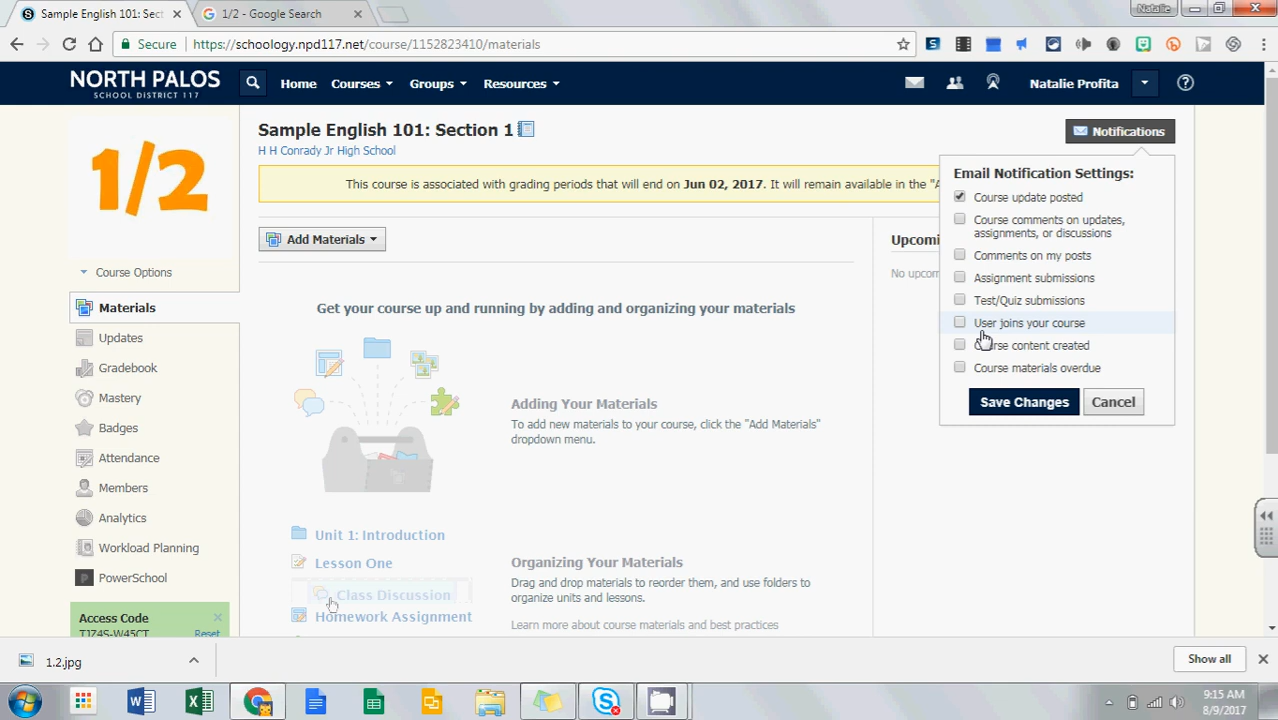 Sample English 101: Sect
1/2 - Google Search
Natalie
Secure
https://schoology.npd117.net/course/1153823410/materials
NORTH PALOS
SCHOOL DISTRICT 117
Home
Courses
Groups
Resources
Natalie Profita
1/2
Sample English 101: Section 1
H H Conrady Jr High School
Notifications
This course is associated with grading periods that will end on Jun 02, 2017. It will remain available in the "A
Email Notification Settings:
Course update posted
Course comments on updates,
assignments, or discussions
Comments on my posts
Assignment submissions
Test/Quiz submissions
User joins your course
Course content created
Course materials overdue
Save Changes
Cancel
Add Materials
Upcomi
No upcom
Course Options
Materials
Updates
Gradebook
Mastery
Badges
Attendance
Members
Analytics
Workload Planning
PowerSchool
Access Code
Reset
Get your course up and running by adding and organizing your materials
Adding Your Materials
To add new materials to your course, click the "Add Materials"
dropdown menu.
Unit 1: Introduction
Lesson One
Class Discussion
Homework Assignment
Organizing Your Materials
Drag and drop materials to reorder them, and use folders to
organize units and lessons.
Learn more about course materials and best practices
1.2.jpg
Show all
9:15 AM
8/9/2017